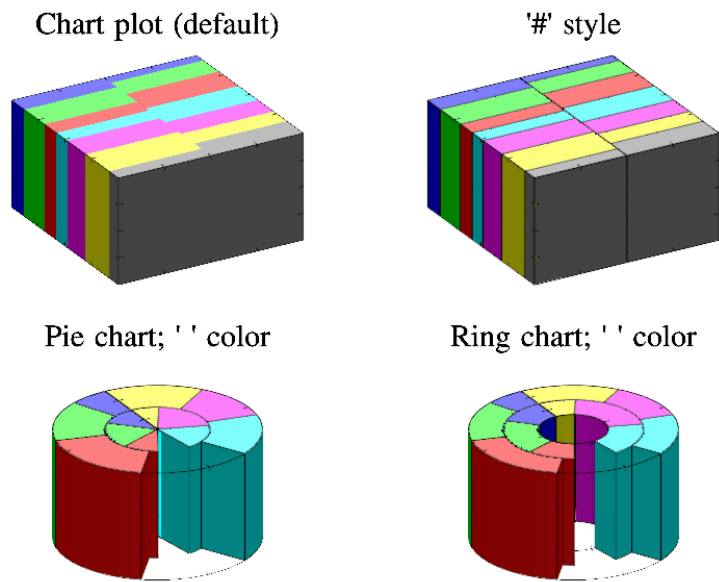 Chart plot (default)
'#' style
Pie chart; ' ' color
Ring chart; ' ' color